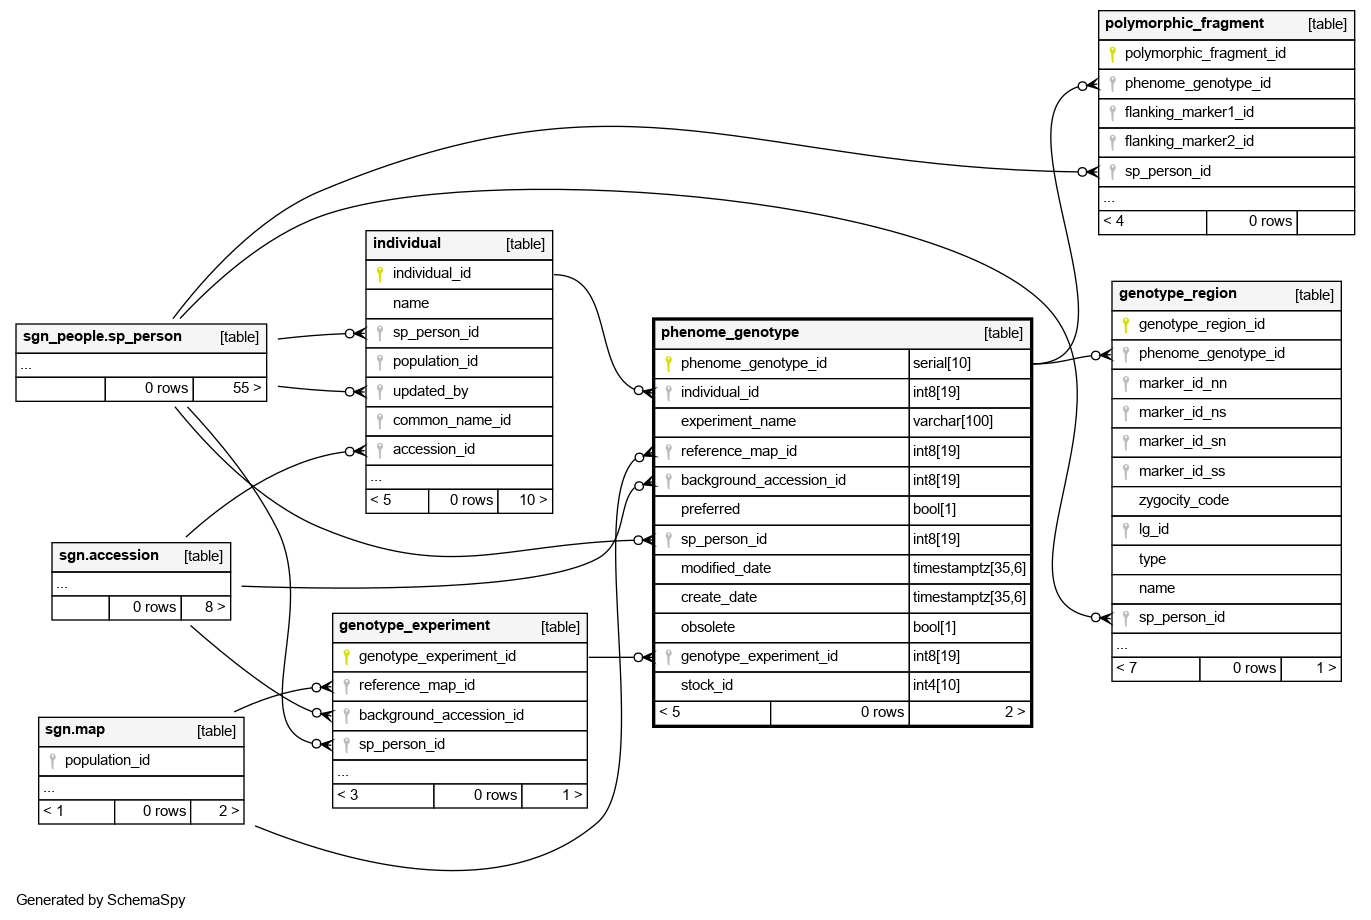 polymorphic_fragment [table]
polymorphic_fragment_id
phenome_genotype_id
flanking_marker1_id
flanking_marker2_id
sp_person_id
...
< 4 0 rows
individual [table]
individual_id
name
sp_person_id
population_id
updated_by
common_name_id
accession_id
...
< 5 0 rows 10 >
genotype_region [table]
genotype_region_id
phenome_genotype_id
marker_id_nn
marker_id_ns
marker_id_sn
marker_id_ss
zygocity_code
lg_id
type
name
sp_person_id
...
< 7 0 rows 1 >
sgn_people.sp_person [table]
...
0 rows 55 >
phenome_genotype [table]
phenome_genotype_id serial[10]
individual_id int8[19]
experiment_name varchar[100]
reference_map_id int8[19]
background_accession_id int8[19]
preferred bool[1]
sp_person_id int8[19]
modified_date timestamptz[35,6]
create_date timestamptz[35,6]
obsolete bool[1]
genotype_experiment_id int8[19]
stock_id int4[10]
< 5 0 rows 2 >
sgn.accession [table]
...
0 rows 8 >
genotype_experiment [table]
genotype_experiment_id
reference_map_id
background_accession_id
sp_person_id
...
< 3 0 rows 1 >
sgn.map [table]
population_id
...
< 1 0 rows 2 >
Generated by SchemaSpy